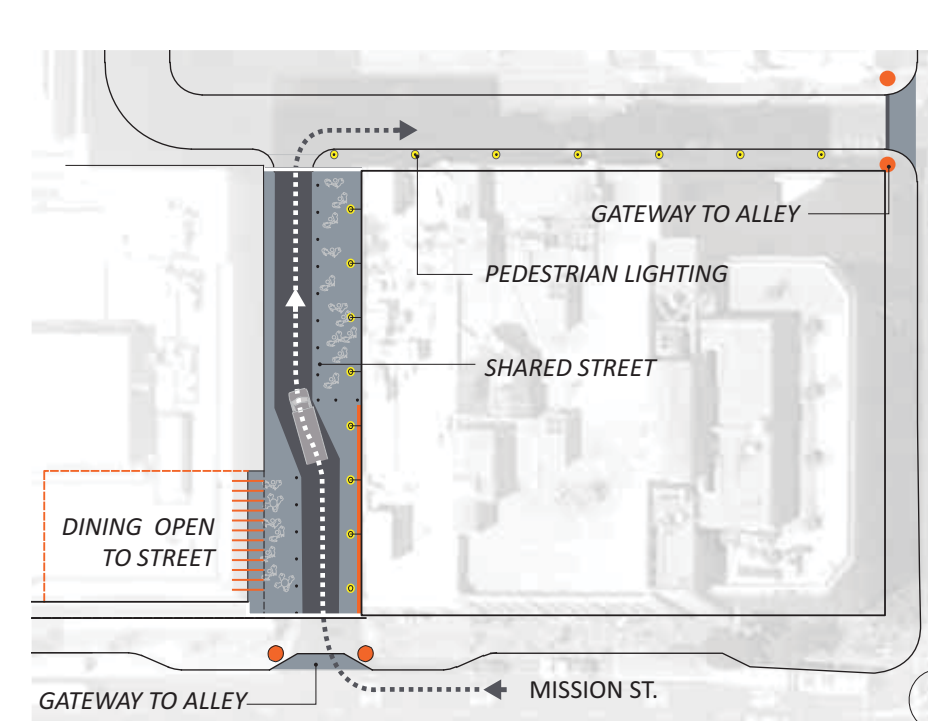 GATEWAY TO ALLEY
PEDESTRIAN LIGHTING
SHARED STREET
DINING OPEN
TO STREET
MISSION ST.
GATEWAY TO ALLEY